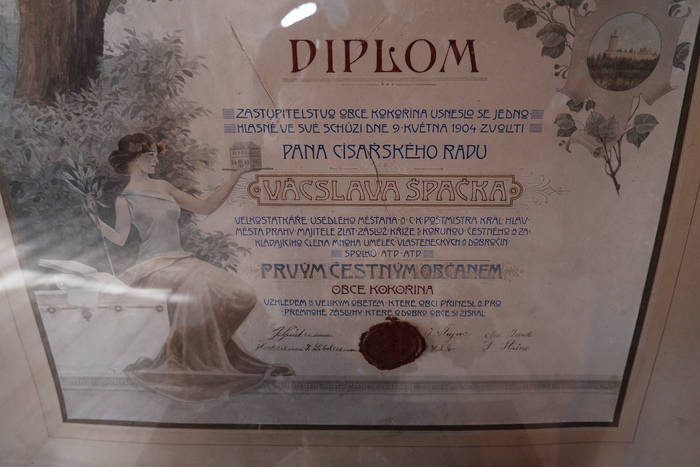 DIPLOM
ZASTUPITELSTVO OBCE KOKOŘINA USNESLO SE JEDNO-
HLASNĚ VE SVÉ SCHŮZI DNE 9. KVĚTNA 1904 ZVOLITI
PANA CÍSAŘSKÉHO RADU
VÁCSLAVA ŠPAČKA
VELKOSTATKÁŘE · USEDLÉHO MĚŠŤANA · A · C·K· POŠTMISTRA KRÁL· HLAV·
MĚSTA PRAHY · MAJITELE ZLAT· ZÁSLUŽ· KŘÍŽE S KORUNOU · ČESTNÉHO A ZA-
KLÁDAJÍCÍHO ČLENA MNOHA UMĚLEC· VLASTENECKÝCH A DOBROČIN·
SPOLKŮ · ATD · ATD·
PRVÝM ČESTNÝM OBČANEM
OBCE KOKOŘÍNA
VZHLEDEM K VELIKÝM OBĚTEM · KTERÉ OBCI PŘINESL A PRO
PŘEMNOHÉ ZÁSLUHY · KTERÉ O DOBRO OBCE SI ZÍSKAL·